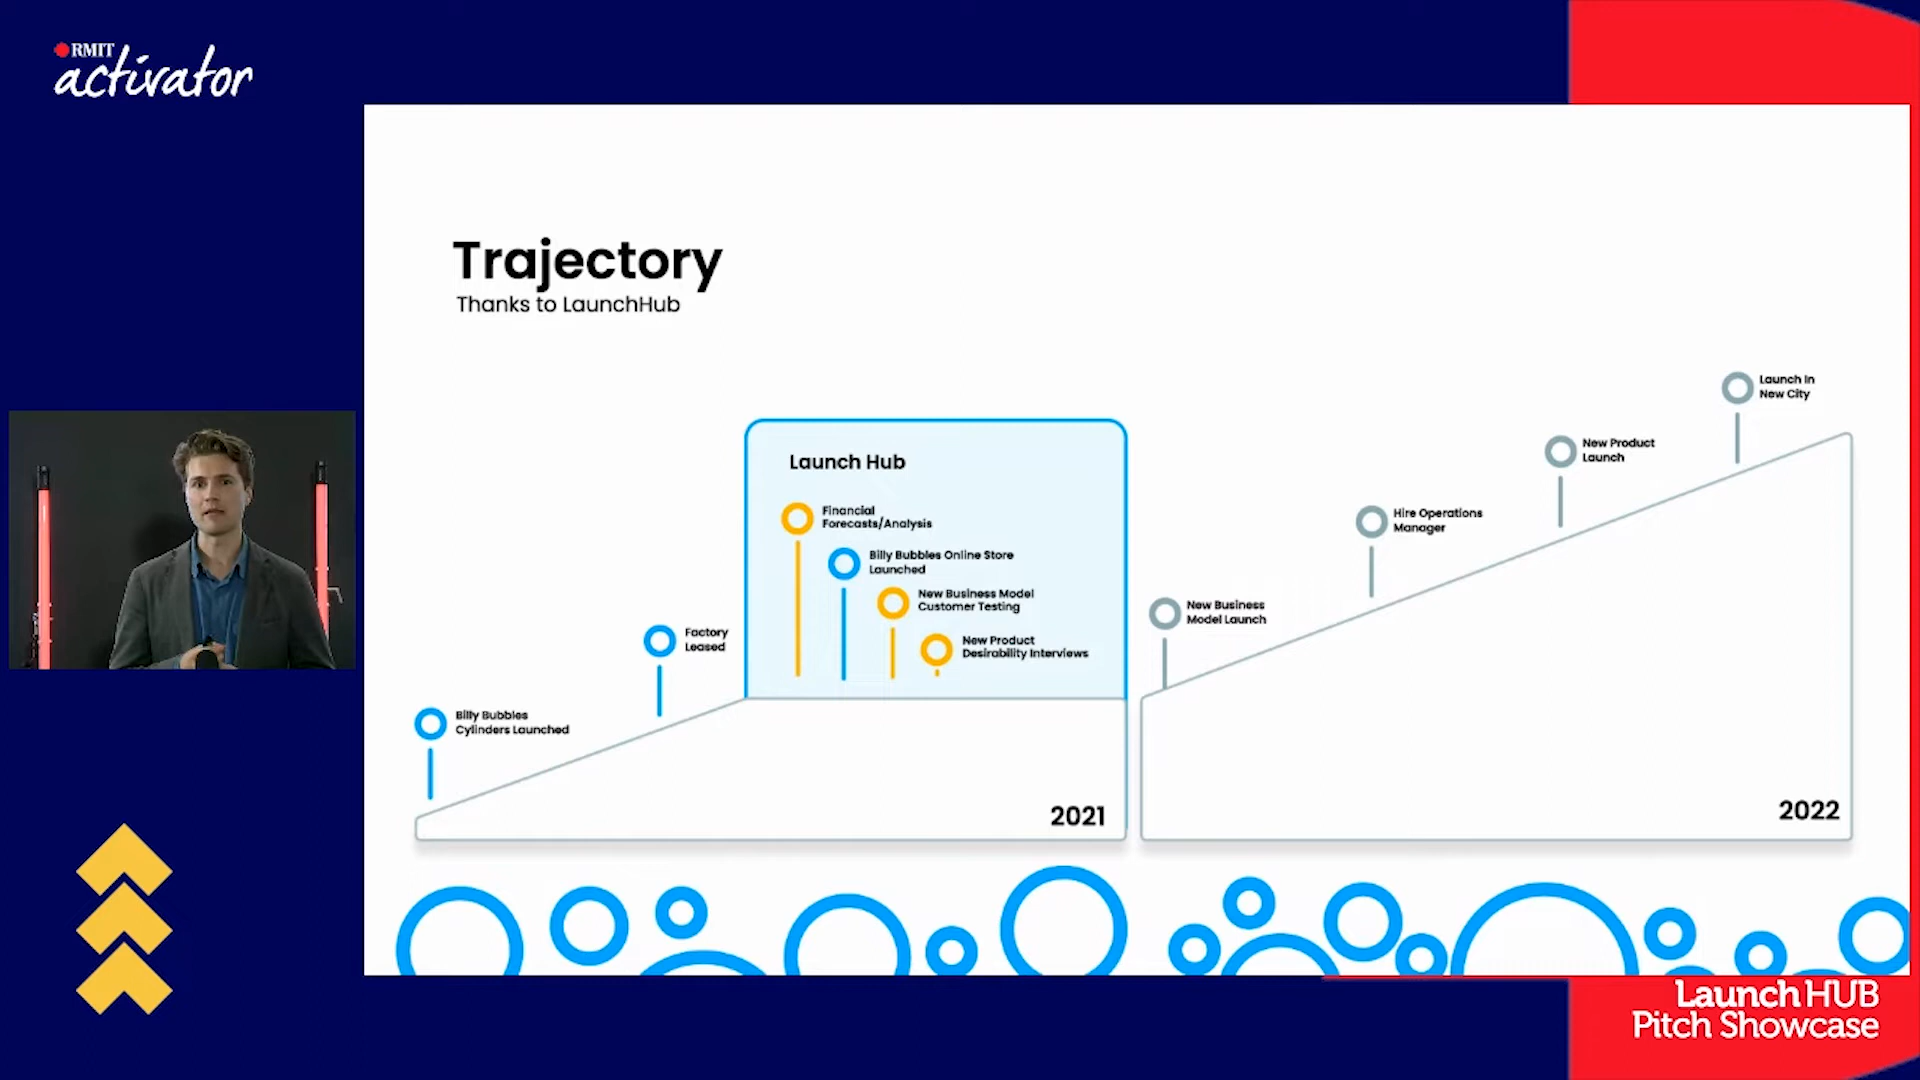 RMIT
activator
Trajectory
Thanks to LaunchHub
Launch Hub
Financial
Forecasts/Analysis
Billy Bubbles Online Store
Launched
New Business Model
Customer Testing
New Product
Desirability Interviews
Factory
Leased
Billy Bubbles
Cylinders Launched
2021
New Business
Model Launch
Hire Operations
Manager
New Product
Launch
Launch In
New City
2022
Launch HUB
Pitch Showcase